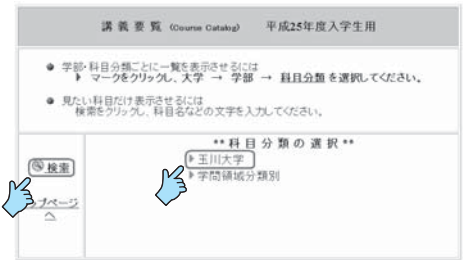 講 義 要 覧 (Course Catalog) 平成25年度入学生用
● 学部・科目分類ごとに一覧を表示させるには
▶ マークをクリックし、大学 → 学部 → 科目分類 を選択してください。
● 見たい科目だけ表示させるには
検索をクリックし、科目名などの文字を入力してください。
**科 目 分 類 の 選 択**
検索
▶玉川大学
▶学問領域分類別
ップページ
へ